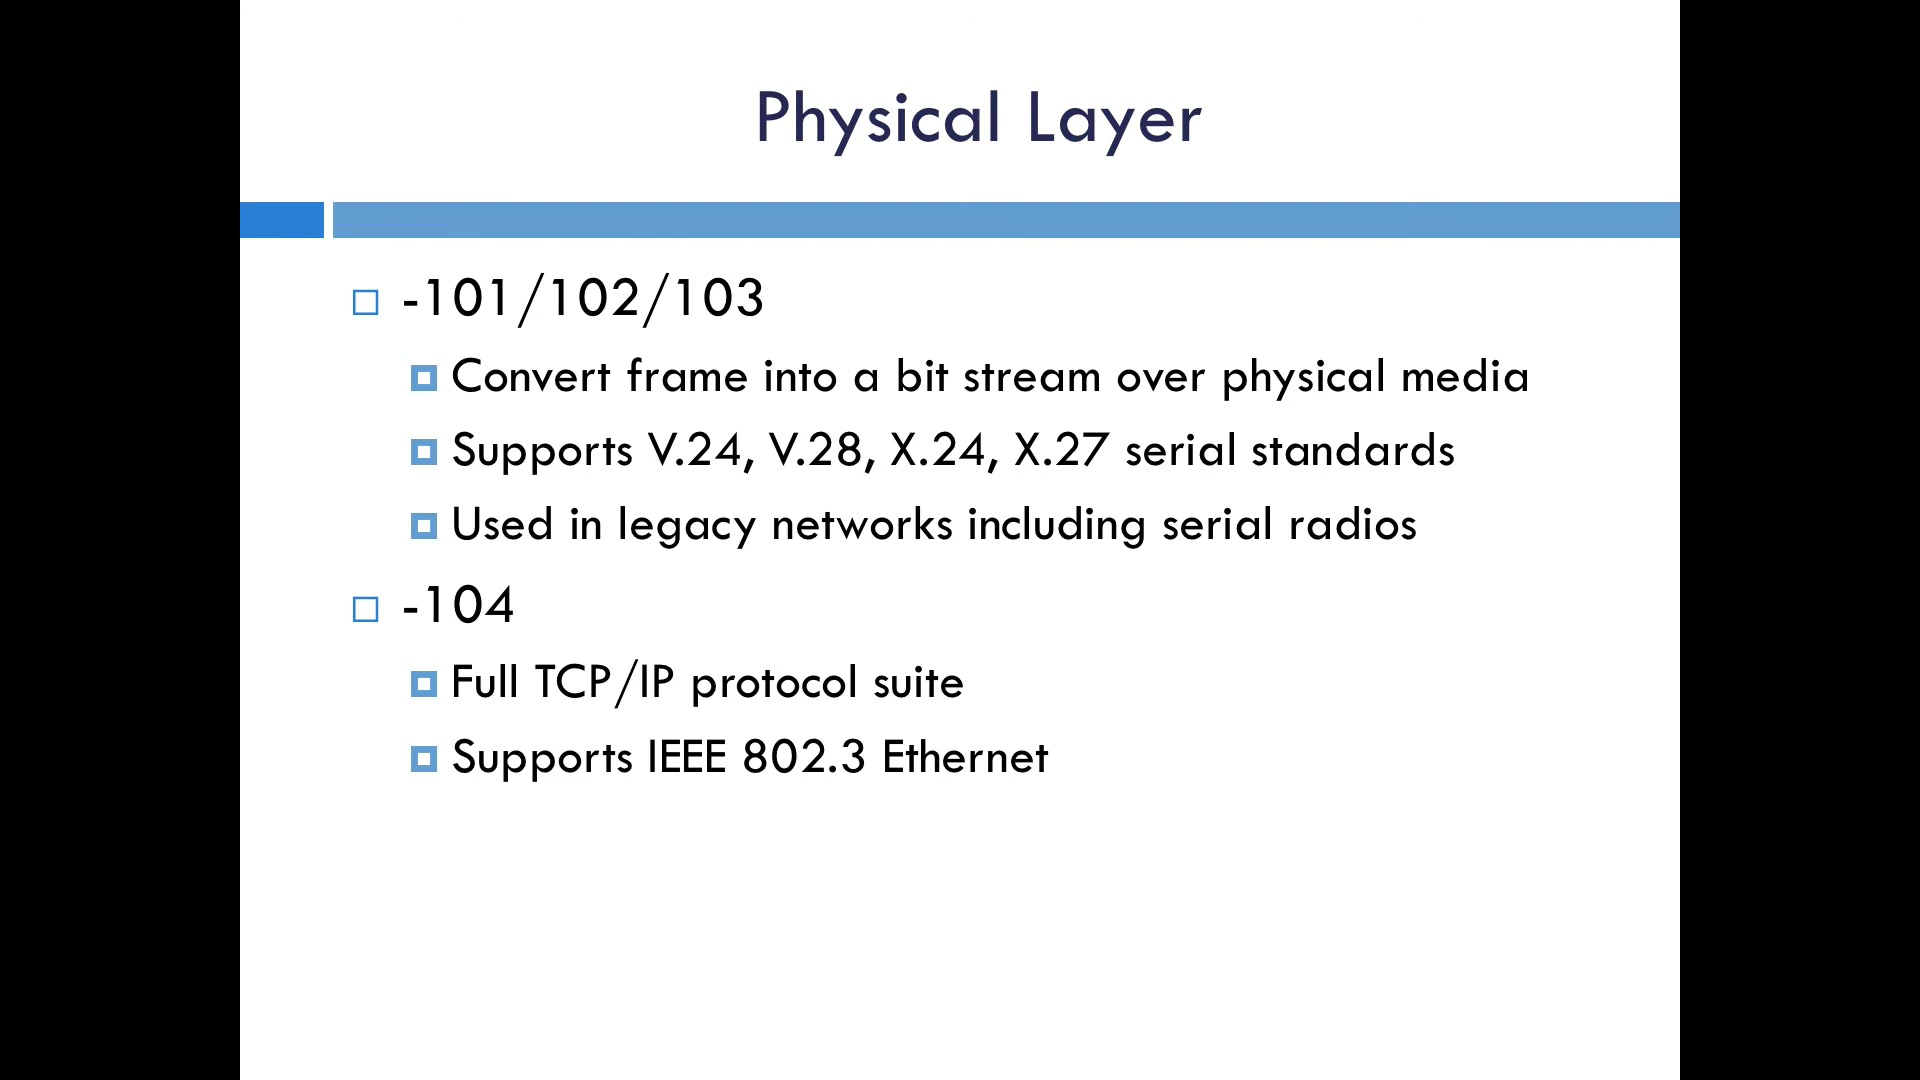 Physical Layer
-101/102/103
Convert frame into a bit stream over physical media
Supports V.24, V.28, X.24, X.27 serial standards
Used in legacy networks including serial radios
-104
Full TCP/IP protocol suite
Supports IEEE 802.3 Ethernet